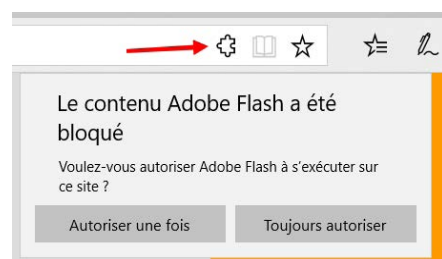 Le contenu Adobe Flash a été
bloqué
Voulez-vous autoriser Adobe Flash à s'exécuter sur
ce site ?
Autoriser une fois
Toujours autoriser